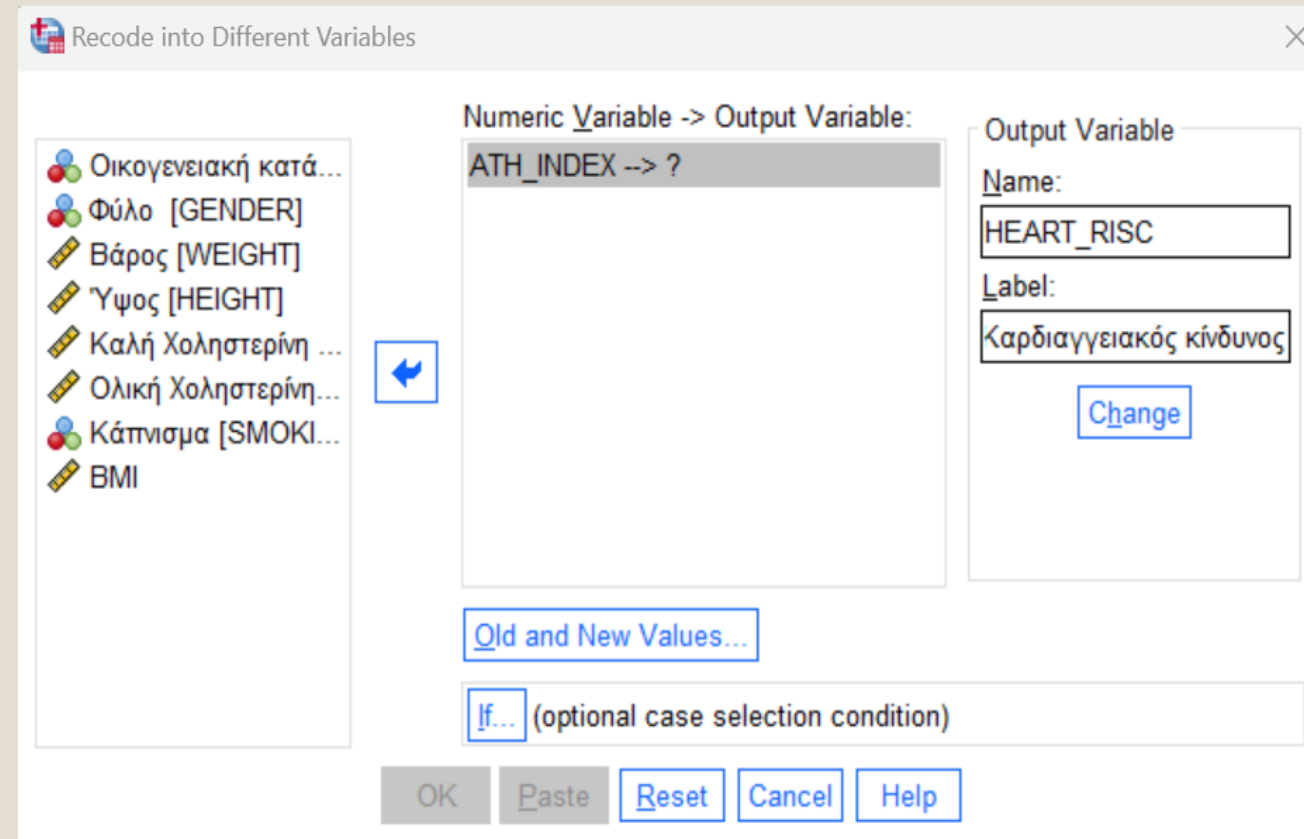 Recode into Different Variables
Οικογενειακή κατά...
Φύλο [GENDER]
Βάρος [WEIGHT]
Ύψος [HEIGHT]
Καλή Χοληστερίνη ...
Ολική Χοληστερίνη...
Κάπνισμα [SMOKI...
BMI
Numeric Variable -> Output Variable:
ATH_INDEX --> ?
Old and New Values...
If... (optional case selection condition)
Output Variable
Name:
HEART_RISC
Label:
Καρδιαγγειακός κίνδυνος
Change
OK Paste Reset Cancel Help